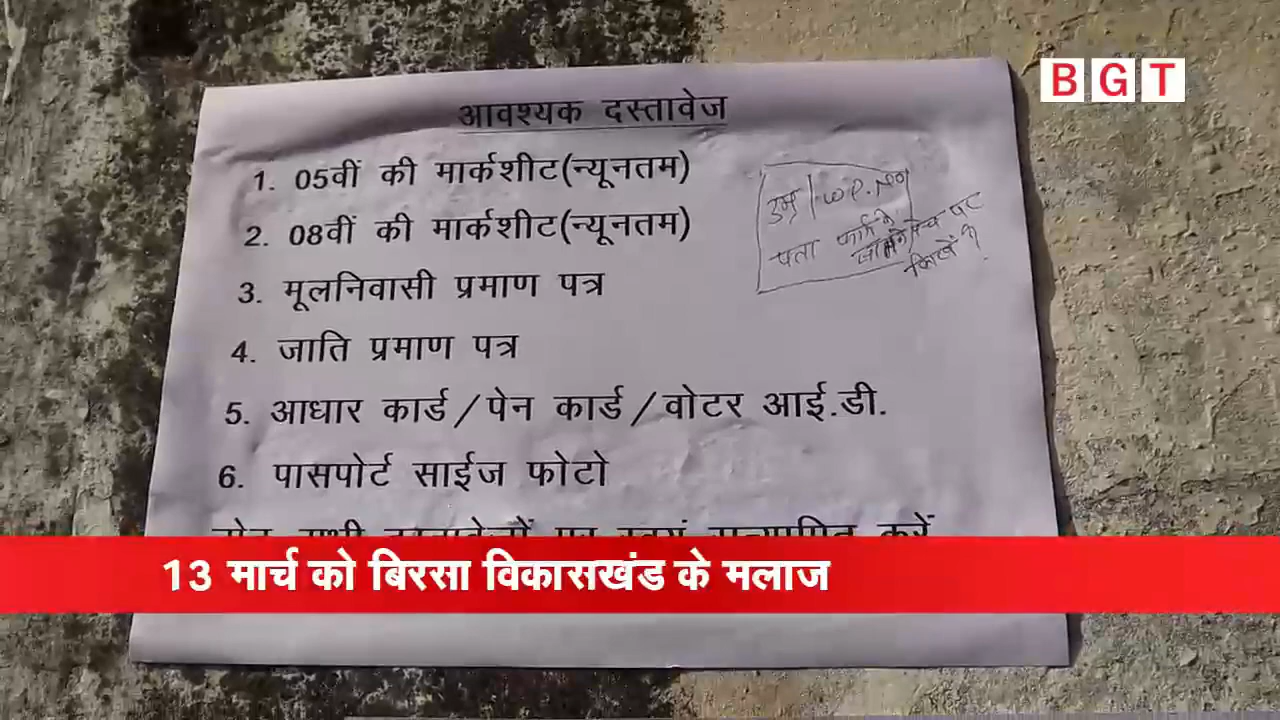 BGT
आवश्यक दस्तावेज
1. 05वीं की मार्कशीट(न्यूनतम)
2. 08वीं की मार्कशीट(न्यूनतम)
3. मूलनिवासी प्रमाण पत्र
4. जाति प्रमाण पत्र
5. आधार कार्ड/पेन कार्ड/वोटर आई.डी.
6. पासपोर्ट साईज फोटो
पता
13 मार्च को बिरसा विकासखंड के मलाज